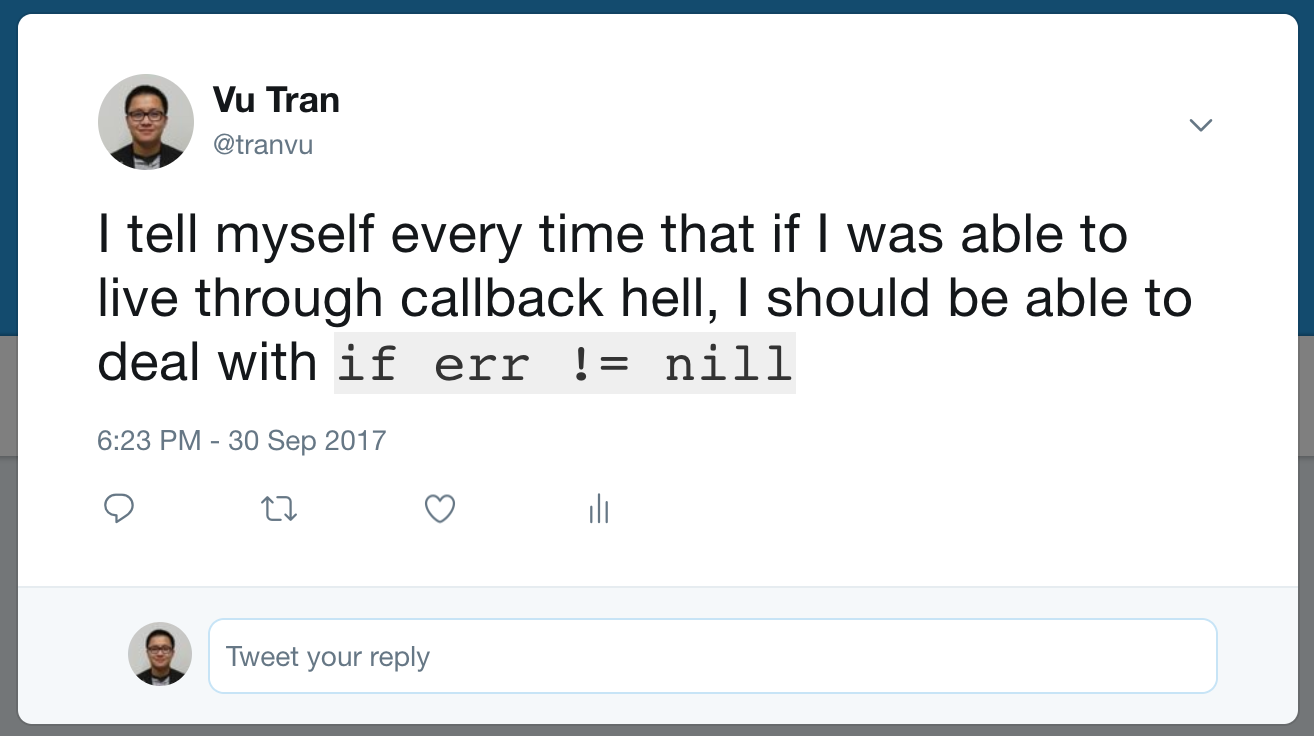 Vu Tran
@tranvu
I tell myself every time that if I was able to
live through callback hell, I should be able to
deal with if err != nill
6:23 PM - 30 Sep 2017
Tweet your reply